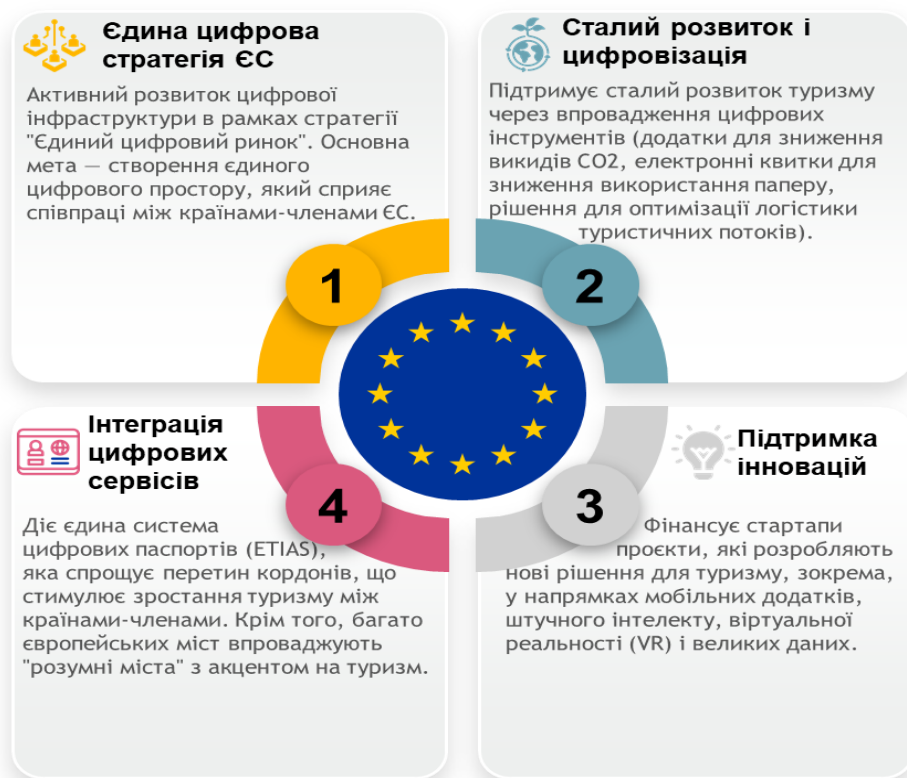 Єдина цифрова
стратегія ЄС
Активний розвиток цифрової
інфраструктури в рамках стратегії
"Єдиний цифровий ринок". Основна
мета — створення єдиного
цифрового простору, який сприяє
співпраці між країнами-членами ЄС.
1
Сталий розвиток і
цифровізація
Підтримує сталий розвиток туризму
через впровадження цифрових
інструментів (додатки для зниження
викидів CO2, електронні квитки для
зниження використання паперу,
рішення для оптимізації логістики
туристичних потоків).
2
Підтримка
інновацій
3
Фінансує стартапи
проєкти, які розробляють
нові рішення для туризму, зокрема,
у напрямках мобільних додатків,
штучного інтелекту, віртуальної
реальності (VR) і великих даних.
Інтеграція
цифрових
сервісів
4
Діє єдина система
цифрових паспортів (ETIAS),
яка спрощує перетин кордонів, що
стимулює зростання туризму між
країнами-членами. Крім того, багато
європейських міст впроваджують
"розумні міста" з акцентом на туризм.